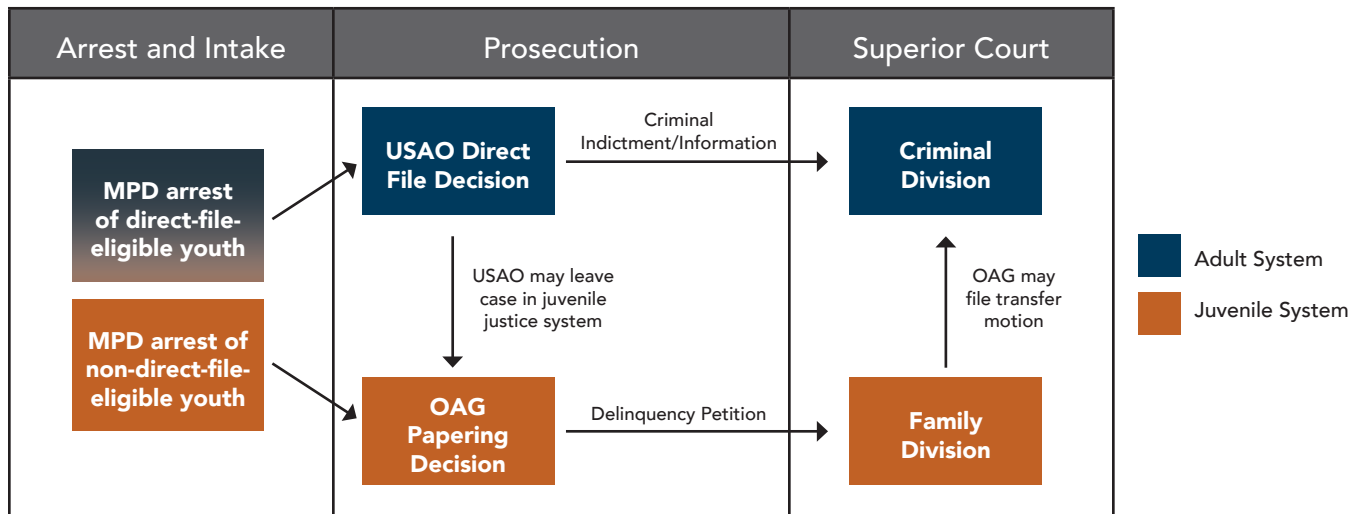 Arrest and Intake
Prosecution
Superior Court
MPD arrest
of direct-file-
eligible youth
MPD arrest of
non-direct-file-
eligible youth
USAO Direct
File Decision
Criminal
Indictment/Information
Criminal
Division
USAO may leave
case in juvenile
justice system
OAG may
file transfer
motion
OAG
Papering
Decision
Delinquency Petition
Family
Division
Adult System
Juvenile System